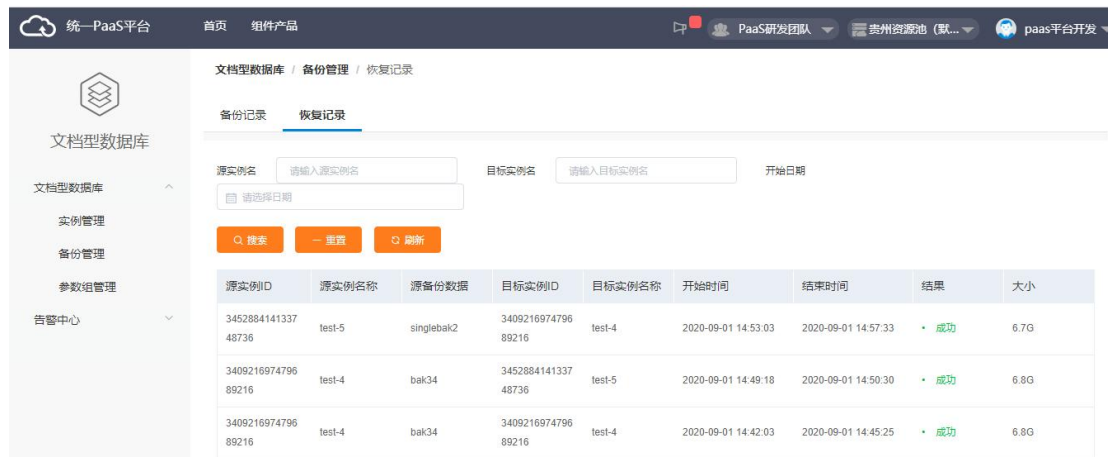 统一PaaS平台 首页 组件产品 PaaS研发团队 贵州资源池（默... paas平台开发
文档型数据库
文档型数据库
实例管理
备份管理
参数组管理
告警中心
文档型数据库 / 备份管理 / 恢复记录
备份记录 恢复记录
源实例名 请输入源实例名 目标实例名 请输入目标实例名 开始日期
请选择日期
搜索 重置 刷新
源实例ID 源实例名称 源备份数据 目标实例ID 目标实例名称 开始时间 结束时间 结果 大小
3452884141337 3409216974796
48736 test-5 singlebak2 89216 test-4 2020-09-01 14:53:03 2020-09-01 14:57:33 成功 6.7G
3409216974796 3452884141337
89216 test-4 bak34 48736 test-5 2020-09-01 14:49:18 2020-09-01 14:50:30 成功 6.8G
3409216974796 3409216974796
89216 test-4 bak34 89216 test-4 2020-09-01 14:42:03 2020-09-01 14:45:25 成功 6.8G